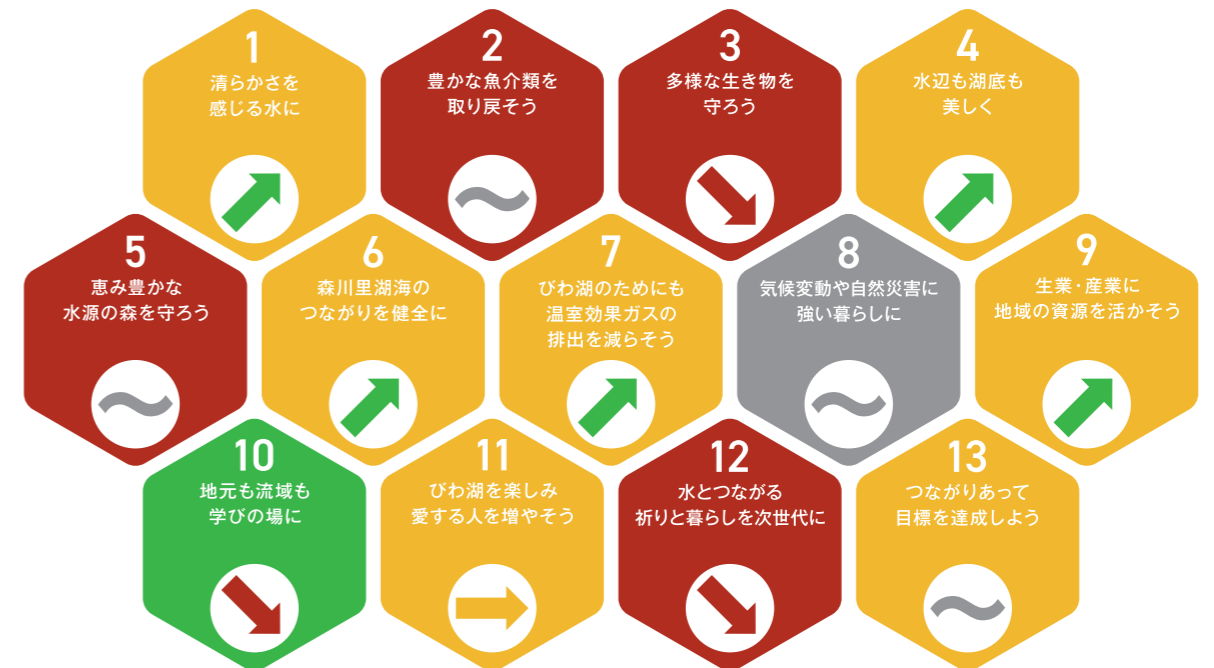 1
清らかさを
感じる水に
2
豊かな魚介類を
取り戻そう
3
多様な生き物を
守ろう
4
水辺も湖底も
美しく
5
恵み豊かな
水源の森を守ろう
6
森川里湖海の
つながりを健全に
7
びわ湖のためにも
温室効果ガスの
排出を減らそう
8
気候変動や自然災害に
強い暮らしに
9
生業・産業に
地域の資源を活かそう
10
地元も流域も
学びの場に
11
びわ湖を楽しみ
愛する人を増やそう
12
水とつながる
祈りと暮らしを次世代に
13
つながりあって
目標を達成しよう